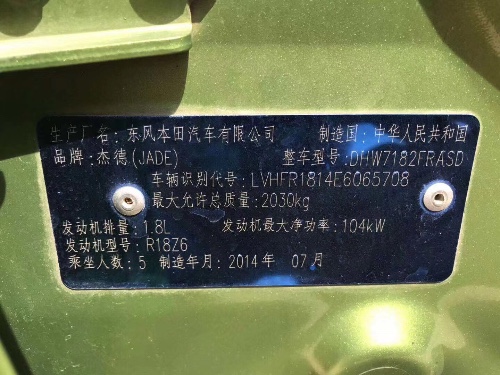 生产厂名：东风本田汽车有限公司 制造国：中华人民共和国
品牌：杰德(JADE) 整车型号：DHW7182FRASD
车辆识别代号：LVHFR1814E6065708
最大允许总质量：2030kg
发动机排量：1.8L 发动机最大净功率：104kW
发动机型号：R18Z6
乘坐人数：5 制造年月：2014年 07月